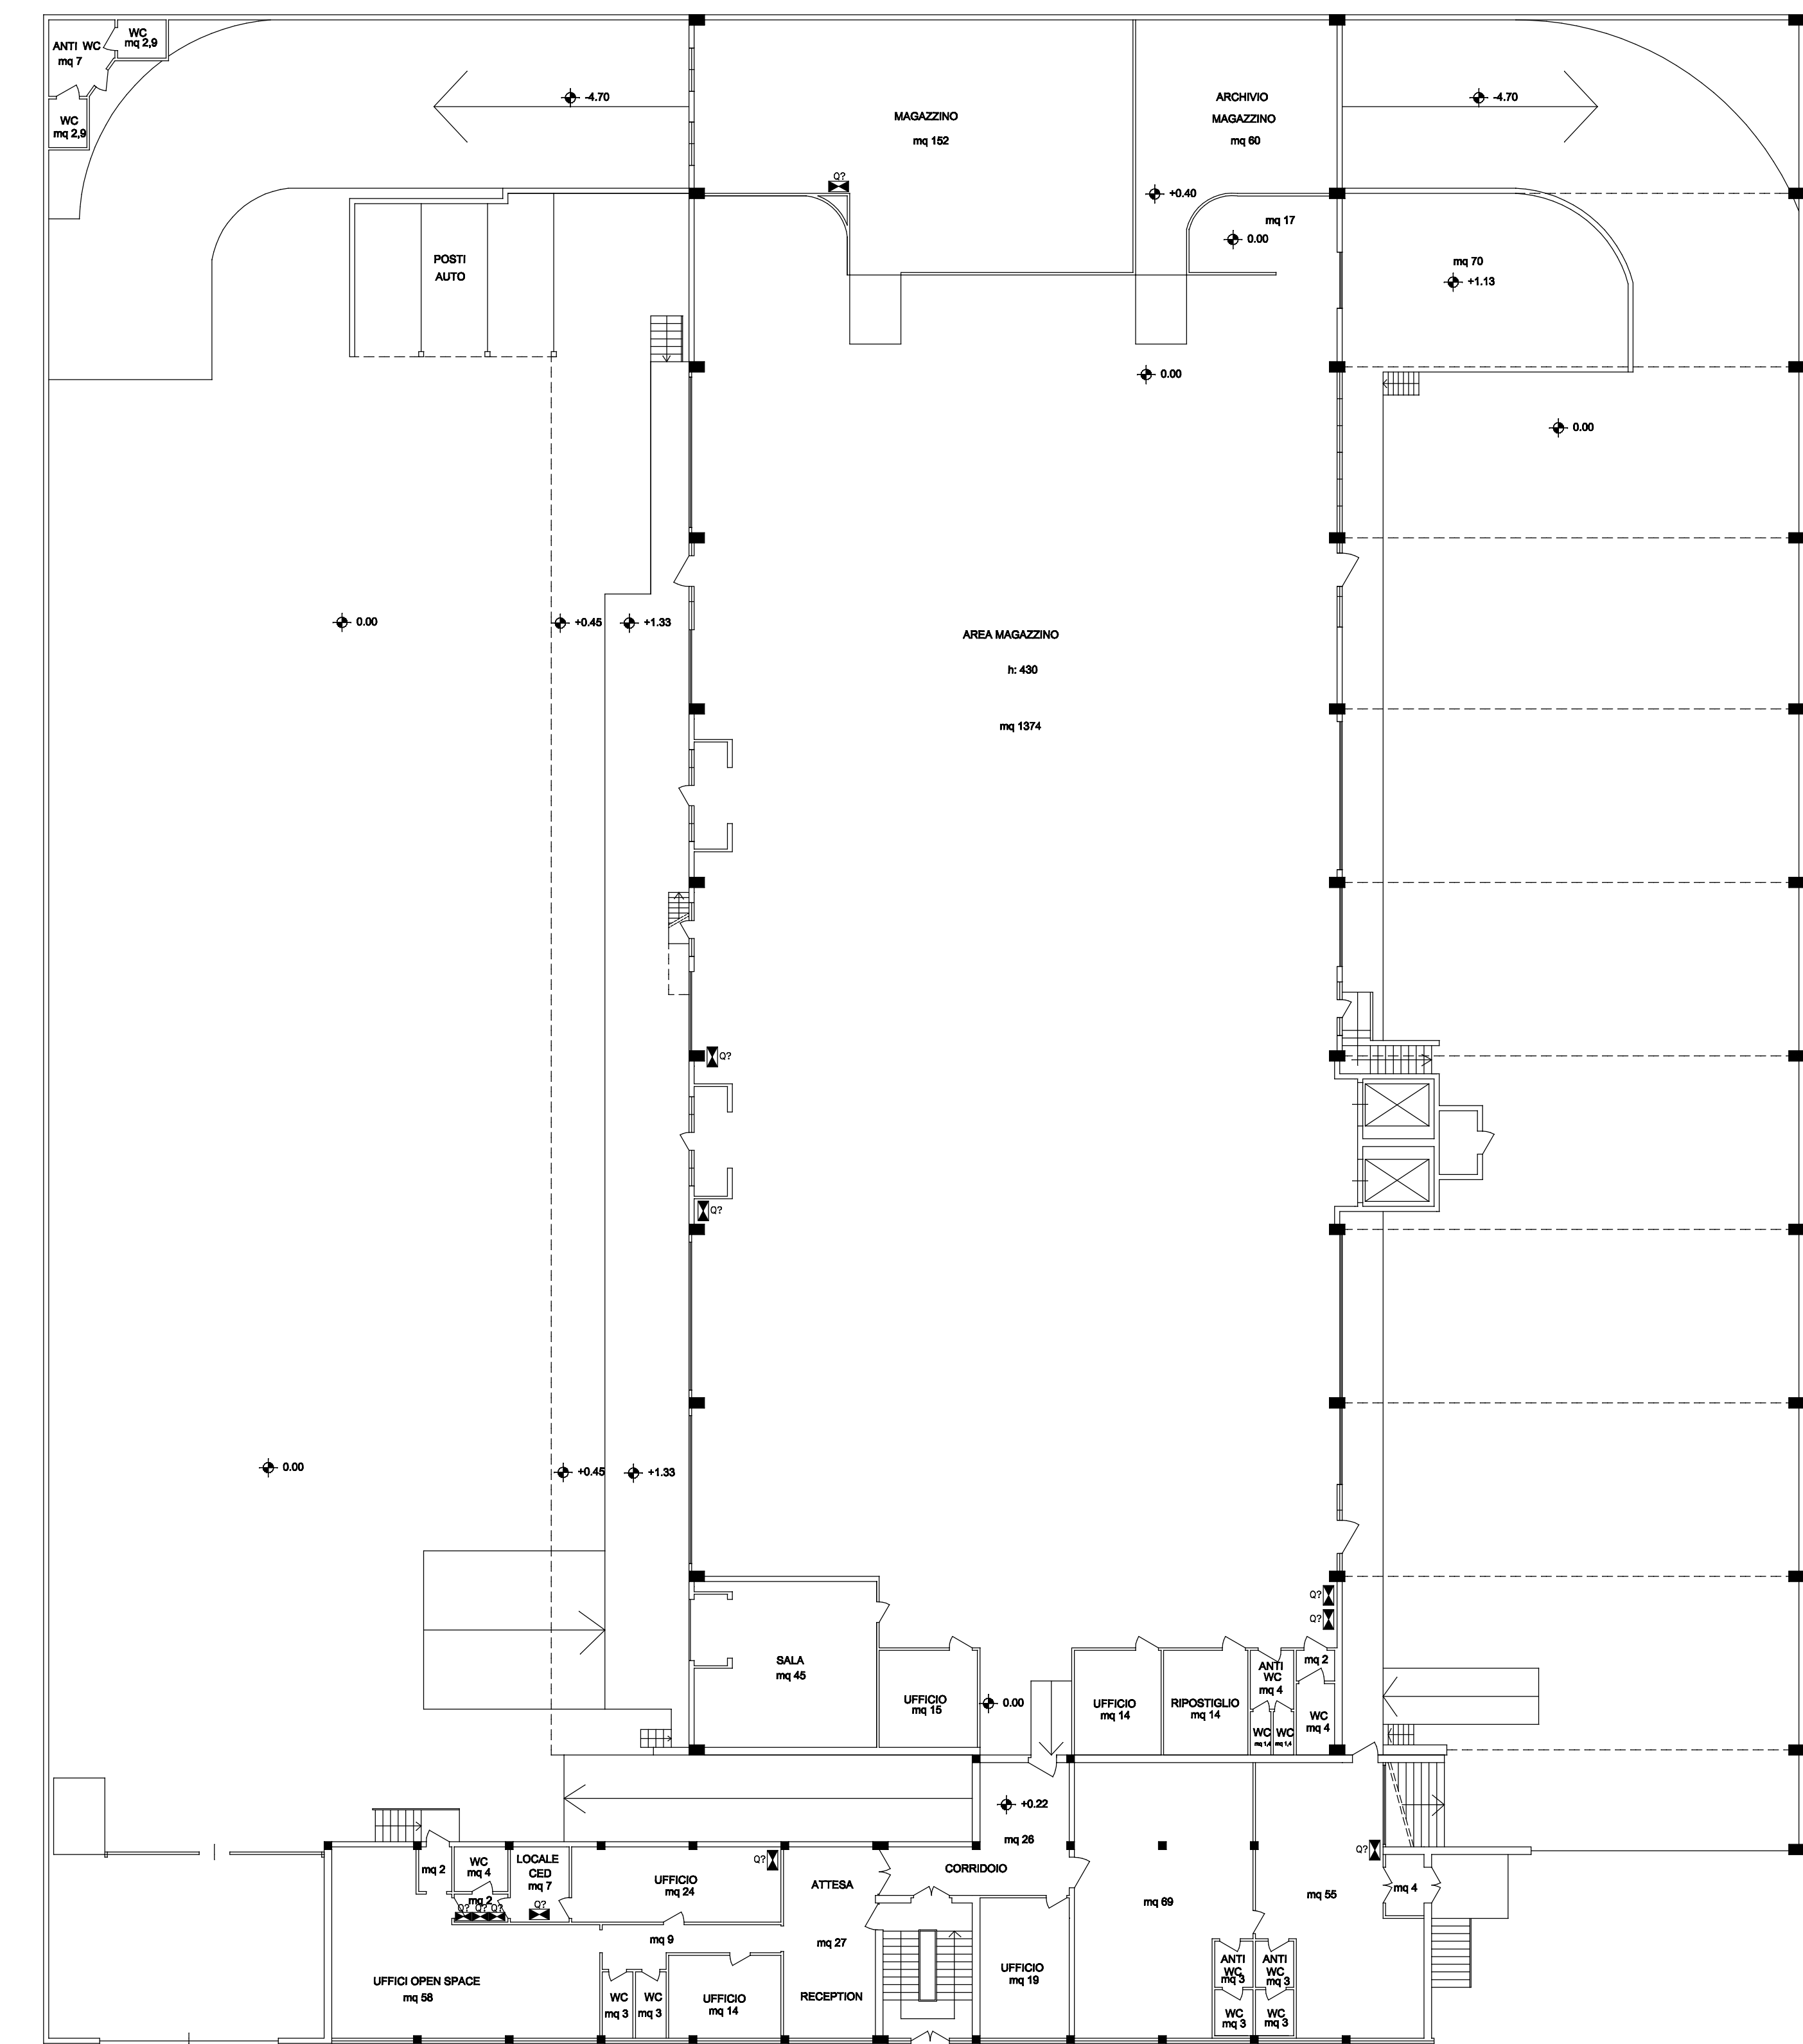 WC
mq 2,9
ANTI WC
mq 7
WC
mq 2,9
-4.70
MAGAZZINO
mq 152
ARCHIVIO
MAGAZZINO
mq 60
-4.70
Q?
+0.40
mq 17
0.00
POSTI
AUTO
mq 70
+1.13
0.00
0.00
0.00
+0.45
+1.33
AREA MAGAZZINO
h: 430
mq 1374
Q?
Q?
0.00
+0.45
+1.33
Q?
Q?
SALA
mq 45
UFFICIO
mq 15
0.00
UFFICIO
mq 14
RIPOSTIGLIO
mq 14
ANTI
WC
mq 4
mq 2
WC
mq 1,4
WC
mq 1,4
WC
mq 4
+0.22
mq 26
mq 2
WC
mq 4
mq 2
Q?
Q?
Q?
LOCALE
CED
mq 7
Q?
UFFICIO
mq 24
Q?
ATTESA
CORRIDOIO
mq 69
mq 55
Q?
mq 4
mq 9
mq 27
UFFICI OPEN SPACE
mq 58
WC
mq 3
WC
mq 3
UFFICIO
mq 14
RECEPTION
UFFICIO
mq 19
ANTI
WC
mq 3
ANTI
WC
mq 3
WC
mq 3
WC
mq 3